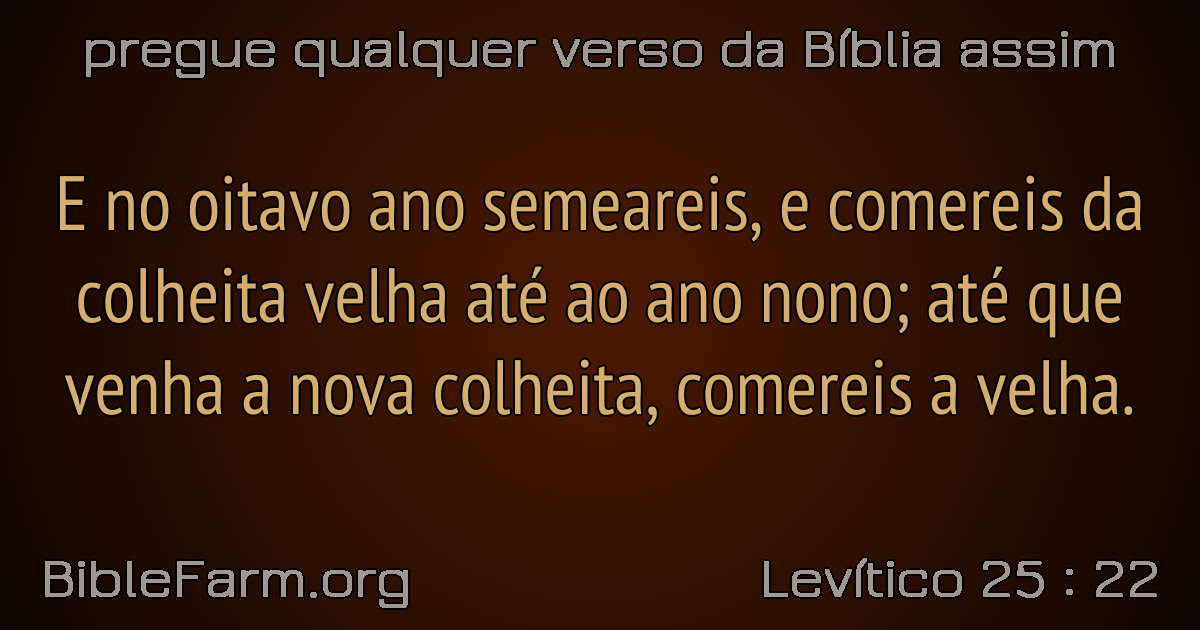 pregue qualquer verso da Bíblia assim
E no oitavo ano semeareis, e comereis da
colheita velha até ao ano nono; até que
venha a nova colheita, comereis a velha.
BibleFarm.org
Levítico 25 : 22